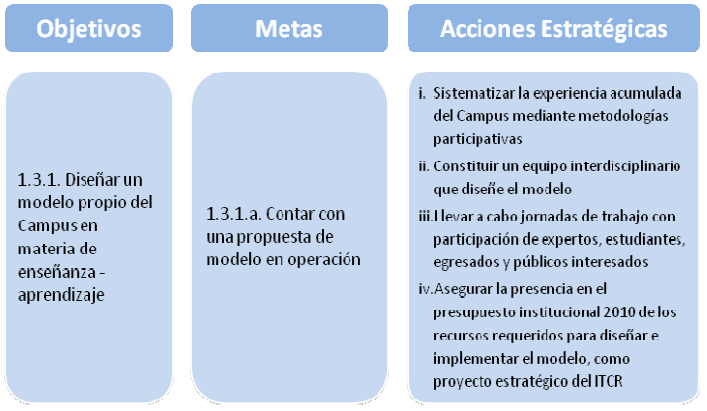 Objetivos
Metas
Acciones Estratégicas
1.3.1. Diseñar un
modelo propio del
Campus en
materia de
enseñanza -
aprendizaje
1.3.1.a. Contar con
una propuesta de
modelo en operación
i. Sistematizar la experiencia acumulada
del Campus mediante metodologías
participativas
ii. Constituir un equipo interdisciplinario
que diseñe el modelo
iii.Llevar a cabo jornadas de trabajo con
participación de expertos, estudiantes,
egresados y públicos interesados
iv.Asegurar la presencia en el
presupuesto institucional 2010 de los
recursos requeridos para diseñar e
implementar el modelo, como
proyecto estratégico del ITCR